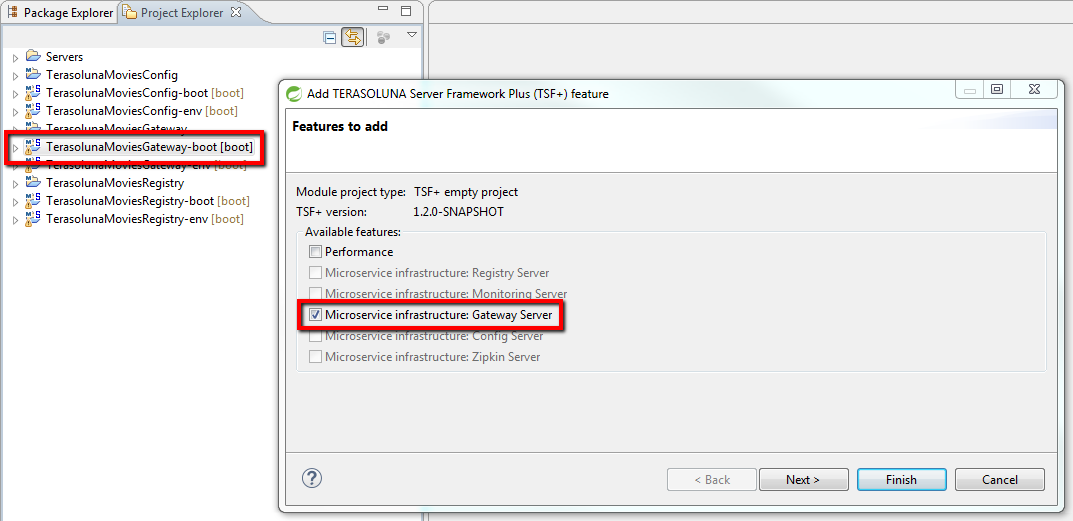 Package Explorer
Project Explorer
Servers
TerasolunaMoviesConfig
TerasolunaMoviesConfig-boot [boot]
TerasolunaMoviesConfig-env [boot]
TerasolunaMoviesGateway
TerasolunaMoviesGateway-boot [boot]
TerasolunaMoviesGateway-env [boot]
TerasolunaMoviesRegistry
TerasolunaMoviesRegistry-boot [boot]
TerasolunaMoviesRegistry-env [boot]
Add TERASOLUNA Server Framework Plus (TSF+) feature
Features to add
Module project type: TSF+ empty project
TSF+ version: 1.2.0-SNAPSHOT
Available features:
Performance
Microservice infrastructure: Registry Server
Microservice infrastructure: Monitoring Server
Microservice infrastructure: Gateway Server
Microservice infrastructure: Config Server
Microservice infrastructure: Zipkin Server
< Back
Next >
Finish
Cancel